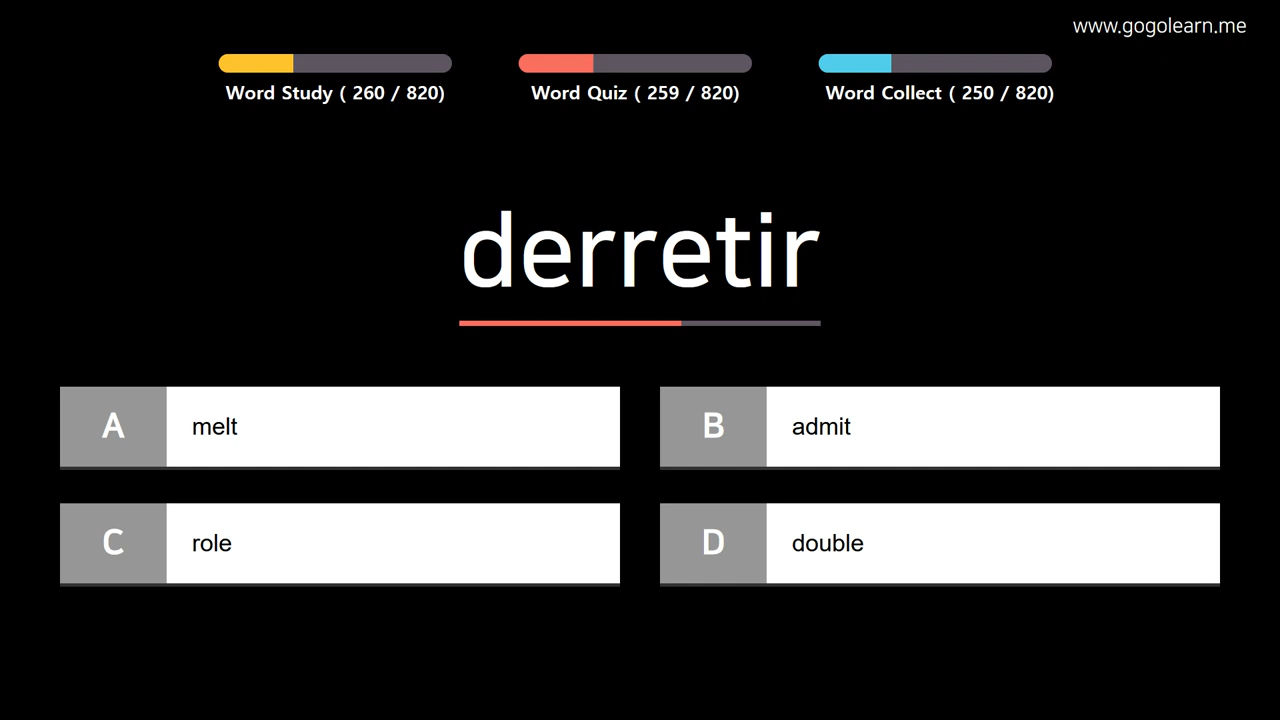 www.gogolearn.me
Word Study ( 260 / 820)
Word Quiz ( 259 / 820)
Word Collect ( 250 / 820)
derretir
A melt
B admit
C role
D double